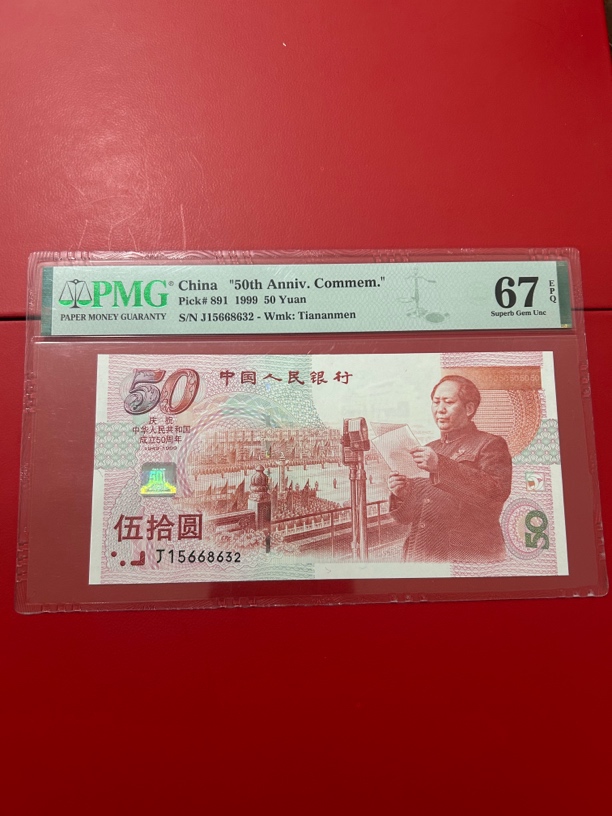 PMG®
PAPER MONEY GUARANTY
China "50th Anniv. Commem."
Pick# 891 1999 50 Yuan
S/N J15668632 - Wmk: Tiananmen
67 EPQ
Superb Gem Unc
50
中国人民银行
庆祝
中华人民共和国
成立50周年
1949-1999
伍拾圆
J15668632
50